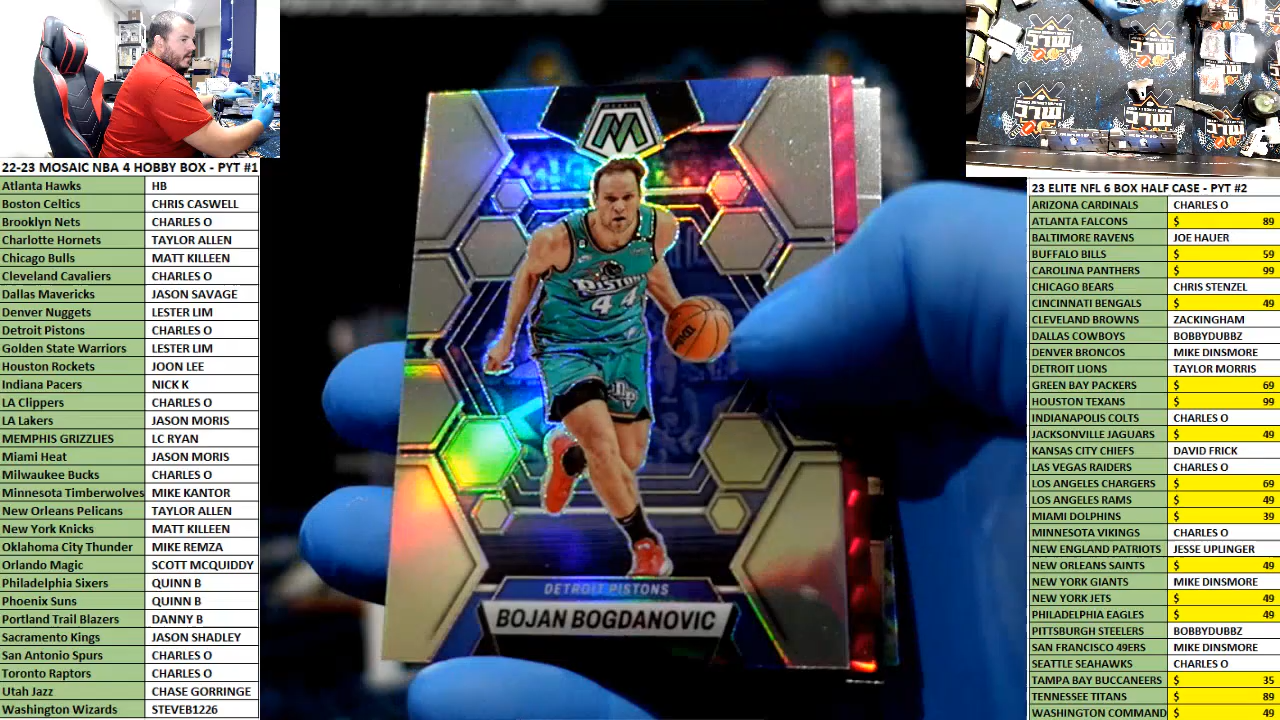 22-23 MOSAIC NBA 4 HOBBY BOX - PYT #1
Atlanta Hawks HB
Boston Celtics CHRIS CASWELL
Brooklyn Nets CHARLES O
Charlotte Hornets TAYLOR ALLEN
Chicago Bulls MATT KILLEEN
Cleveland Cavaliers CHARLES O
Dallas Mavericks JASON SAVAGE
Denver Nuggets LESTER LIM
Detroit Pistons CHARLES O
Golden State Warriors LESTER LIM
Houston Rockets JOON LEE
Indiana Pacers NICK K
LA Clippers CHARLES O
LA Lakers JASON MORIS
MEMPHIS GRIZZLIES LC RYAN
Miami Heat JASON MORIS
Milwaukee Bucks CHARLES O
Minnesota Timberwolves MIKE KANTOR
New Orleans Pelicans TAYLOR ALLEN
New York Knicks MATT KILLEEN
Oklahoma City Thunder MIKE REMZA
Orlando Magic SCOTT MCQUIDDY
Philadelphia Sixers QUINN B
Phoenix Suns QUINN B
Portland Trail Blazers DANNY B
Sacramento Kings JASON SHADLEY
San Antonio Spurs CHARLES O
Toronto Raptors CHARLES O
Utah Jazz CHASE GORRINGE
Washington Wizards STEVEB1226
MOSAIC
PISTONS
44
DETROIT PISTONS
BOJAN BOGDANOVIC
שרב
שרב
שרב
שרב
שרב
23 ELITE NFL 6 BOX HALF CASE - PYT #2
ARIZONA CARDINALS CHARLES O
ATLANTA FALCONS $ 89
BALTIMORE RAVENS JOE HAUER
BUFFALO BILLS $ 59
CAROLINA PANTHERS $ 99
CHICAGO BEARS CHRIS STENZEL
CINCINNATI BENGALS $ 49
CLEVELAND BROWNS ZACKINGHAM
DALLAS COWBOYS BOBBYDUBBZ
DENVER BRONCOS MIKE DINSMORE
DETROIT LIONS TAYLOR MORRIS
GREEN BAY PACKERS $ 69
HOUSTON TEXANS $ 99
INDIANAPOLIS COLTS CHARLES O
JACKSONVILLE JAGUARS $ 49
KANSAS CITY CHIEFS DAVID FRICK
LAS VEGAS RAIDERS CHARLES O
LOS ANGELES CHARGERS $ 69
LOS ANGELES RAMS $ 49
MIAMI DOLPHINS $ 39
MINNESOTA VIKINGS CHARLES O
NEW ENGLAND PATRIOTS JESSE UPLINGER
NEW ORLEANS SAINTS $ 49
NEW YORK GIANTS MIKE DINSMORE
NEW YORK JETS $ 49
PHILADELPHIA EAGLES $ 49
PITTSBURGH STEELERS BOBBYDUBBZ
SAN FRANCISCO 49ERS MIKE DINSMORE
SEATTLE SEAHAWKS CHARLES O
TAMPA BAY BUCCANEERS $ 35
TENNESSEE TITANS $ 89
WASHINGTON COMMAND $ 49